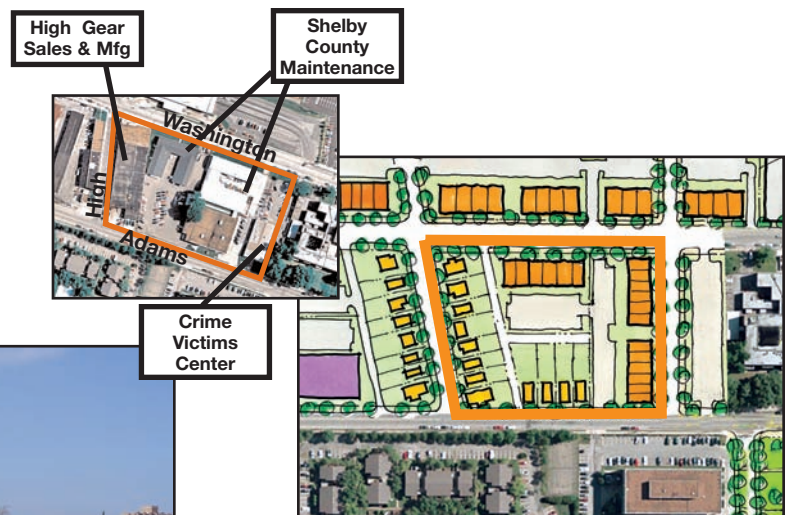 High Gear
Sales & Mfg
Shelby
County
Maintenance
Washington
High
Adams
Crime
Victims
Center